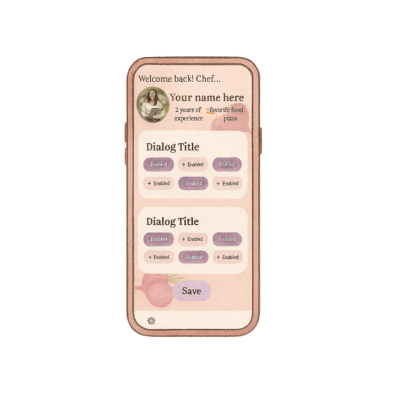 Welcome back! Chef...
Your name here
2 years of experience
favorite food pizza
Dialog Title
Enabled + Enabled Enabled
+ Enabled Enabled + Enabled
Dialog Title
Enabled + Enabled Enabled
+ Enabled Enabled + Enabled
Save